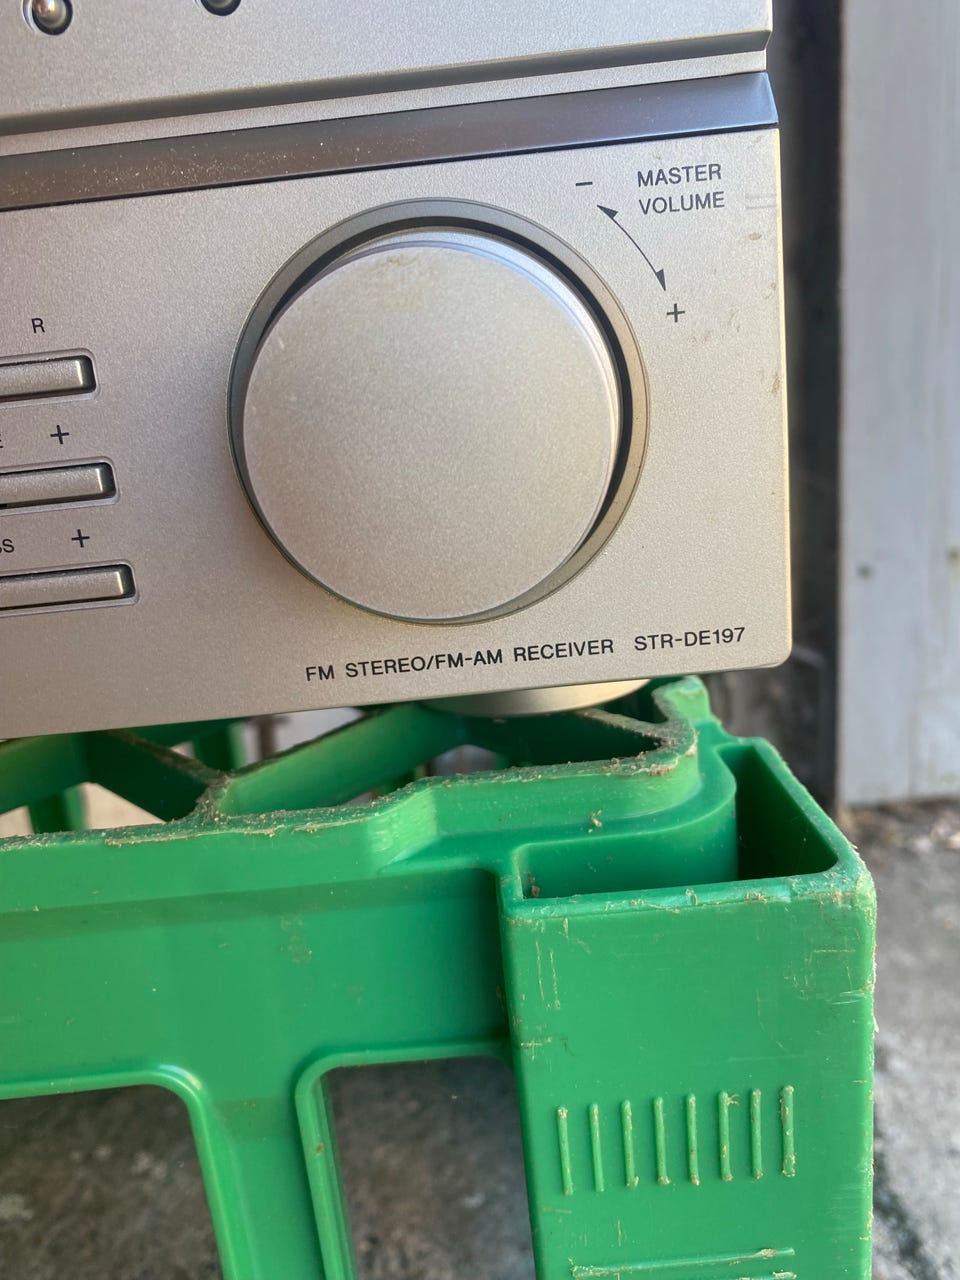 MASTER
VOLUME
−
+
R
+
+
FM STEREO/FM-AM RECEIVER STR-DE197